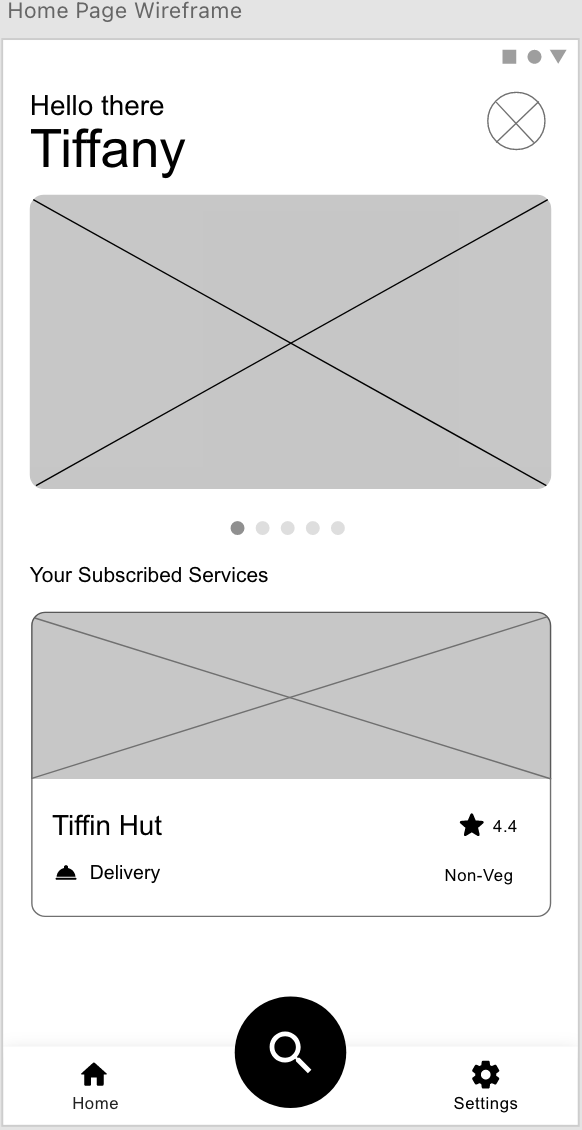 Home Page Wireframe
Hello there
Tiffany
Your Subscribed Services
Tiffin Hut
4.4
Delivery
Non-Veg
Home
Settings